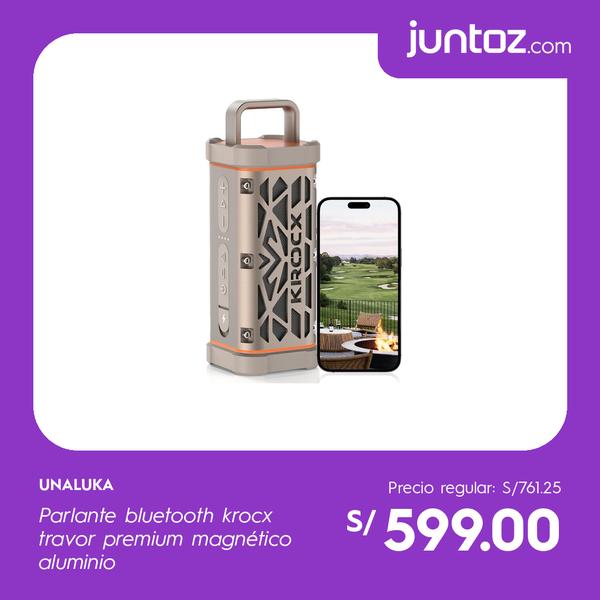 juntoz.com
KROCX
UNALUKA
Parlante bluetooth krocx
travor premium magnético
aluminio
Precio regular: S/761.25
S/ 599.00